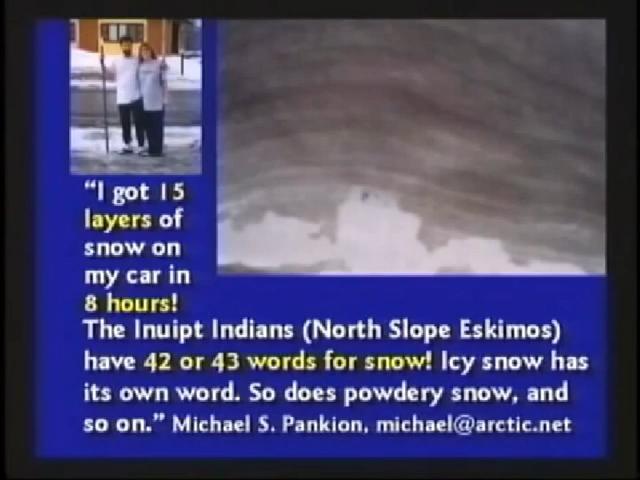 “I got 15
layers of
snow on
my car in
8 hours!
The Inuipt Indians (North Slope Eskimos)
have 42 or 43 words for snow! Icy snow has
its own word. So does powdery snow, and
so on.” Michael S. Pankion, michael@arctic.net